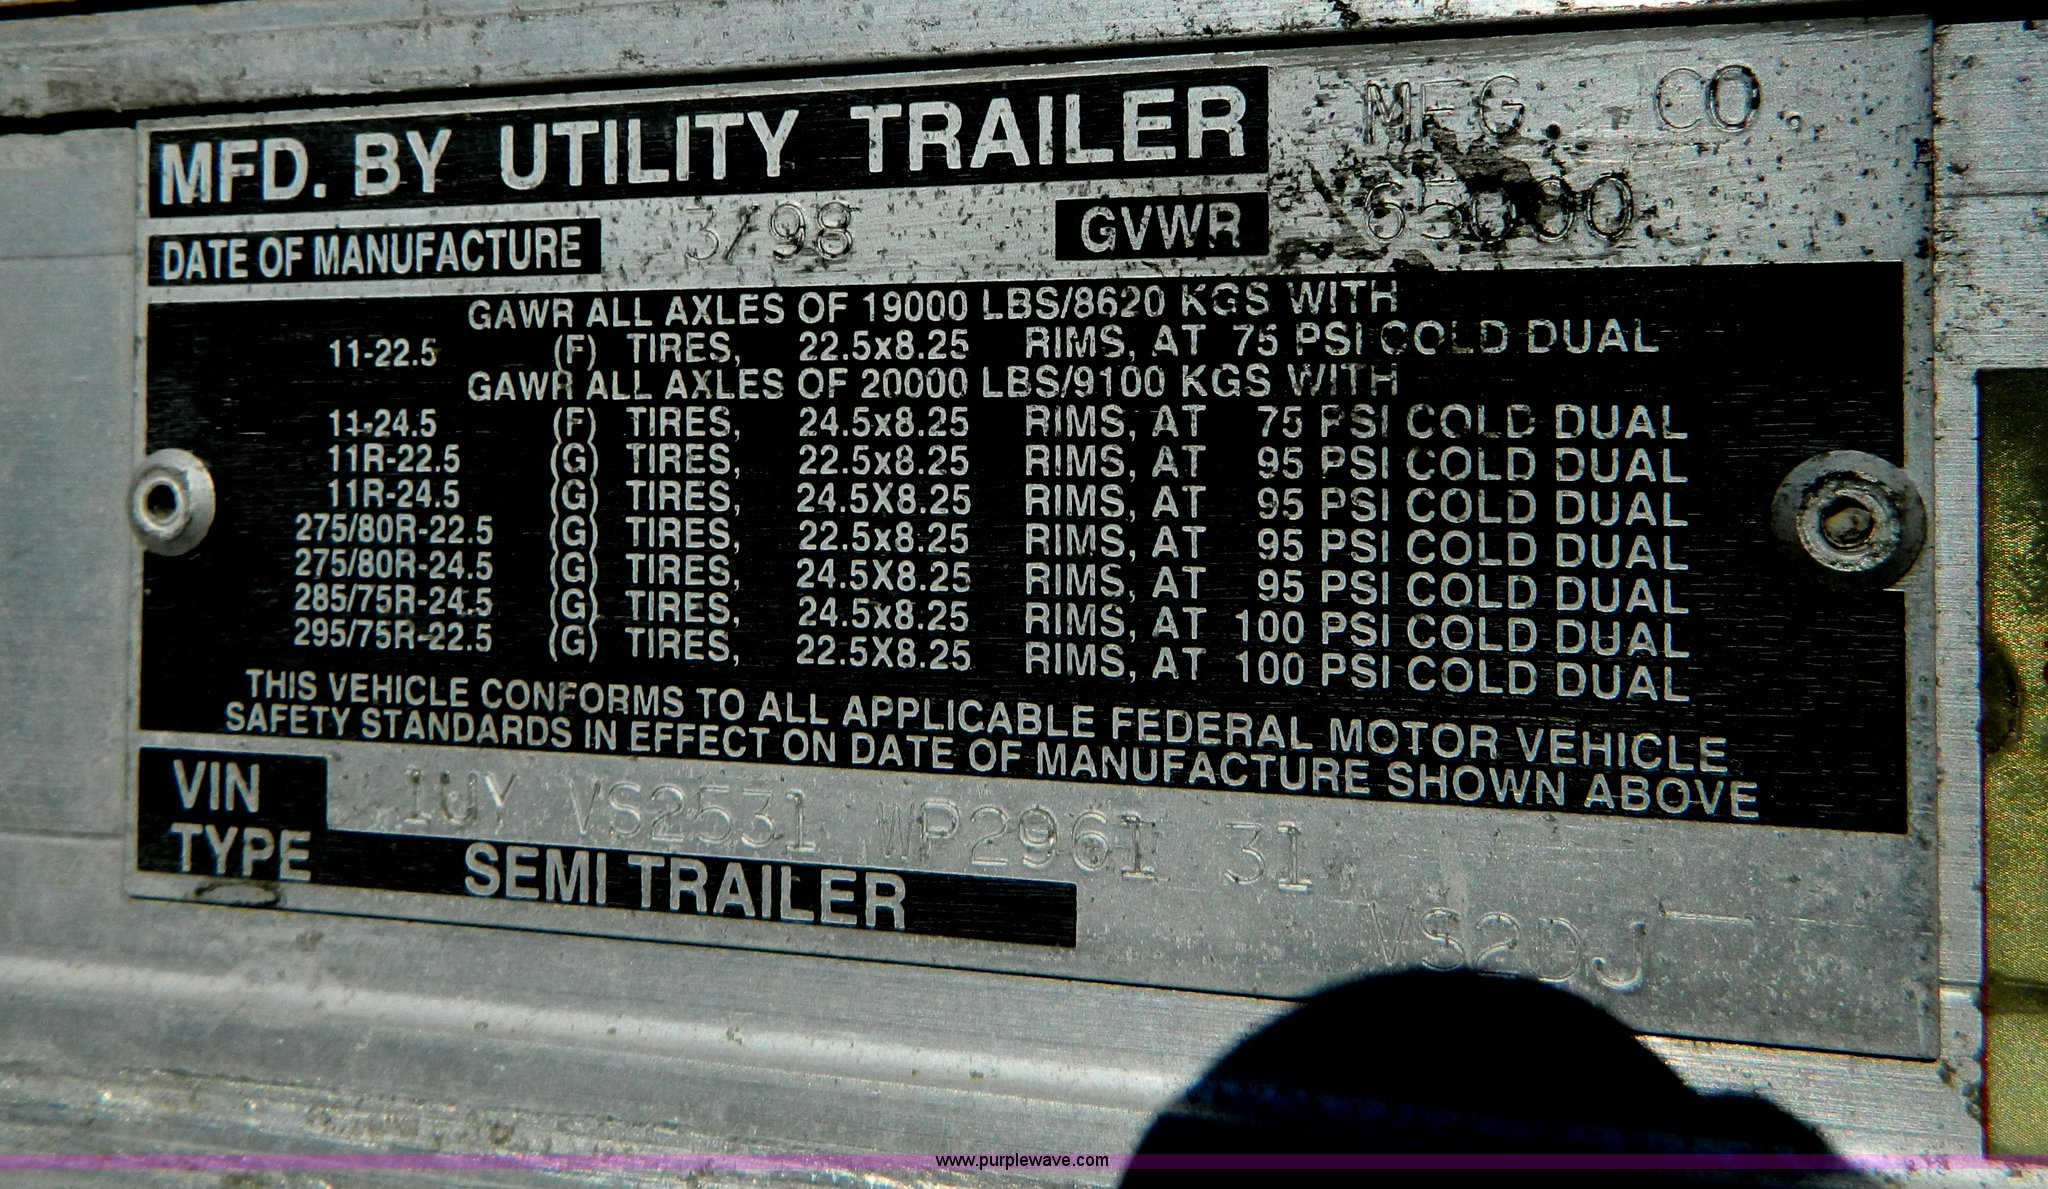 MFD. BY UTILITY TRAILER MFG. CO.
DATE OF MANUFACTURE 3/98 GVWR 65000
GAWR ALL AXLES OF 19000 LBS/8620 KGS WITH
11-22.5 (F) TIRES, 22.5x8.25 RIMS, AT 75 PSI COLD DUAL
GAWR ALL AXLES OF 20000 LBS/9100 KGS WITH
11-24.5 (F) TIRES, 24.5x8.25 RIMS, AT 75 PSI COLD DUAL
11R-22.5 (G) TIRES, 22.5x8.25 RIMS, AT 95 PSI COLD DUAL
11R-24.5 (G) TIRES, 24.5X8.25 RIMS, AT 95 PSI COLD DUAL
275/80R-22.5 (G) TIRES, 22.5x8.25 RIMS, AT 95 PSI COLD DUAL
275/80R-24.5 (G) TIRES, 24.5X8.25 RIMS, AT 95 PSI COLD DUAL
285/75R-24.5 (G) TIRES, 24.5X8.25 RIMS, AT 100 PSI COLD DUAL
295/75R-22.5 (G) TIRES, 22.5X8.25 RIMS, AT 100 PSI COLD DUAL
THIS VEHICLE CONFORMS TO ALL APPLICABLE FEDERAL MOTOR VEHICLE
SAFETY STANDARDS IN EFFECT ON DATE OF MANUFACTURE SHOWN ABOVE
VIN 1UY VS2531 WP2961 31
TYPE SEMI TRAILER VS2DJ
www.purplewave.com